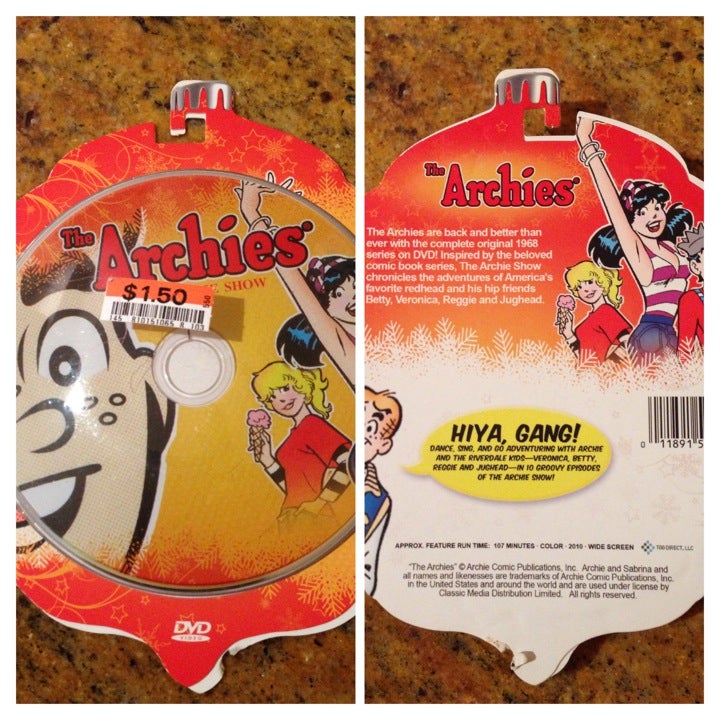 The Archies
E SHOW
$1.50
550
DVD
VIDEO
The Archies
The Archies are back and better than
ever with the complete original 1968
series on DVD! Inspired by the beloved
comic book series, The Archie Show
chronicles the adventures of America's
favorite redhead and his hip friends
Betty, Veronica, Reggie and Jughead.
HIYA, GANG!
DANCE, SING, AND GO ADVENTURING WITH ARCHIE
AND THE RIVERDALE KIDS—VERONICA, BETTY,
REGGIE AND JUGHEAD—IN 10 GROOVY EPISODES
OF THE ARCHIE SHOW!
0 11891 5
APPROX. FEATURE RUN TIME: 107 MINUTES · COLOR · 2010 · WIDE SCREEN
"The Archies" © Archie Comic Publications, Inc. Archie and Sabrina and
all names and likenesses are trademarks of Archie Comic Publications, Inc.
in the United States and around the world and are used under license by
Classic Media Distribution Limited. All rights reserved.